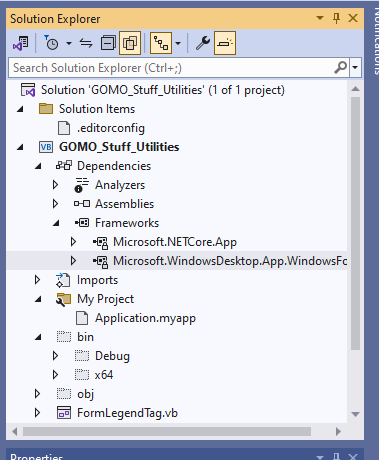 Solution Explorer
Search Solution Explorer (Ctrl+;)
Solution 'GOMO_Stuff_Utilities' (1 of 1 project)
Solution Items
.editorconfig
VB GOMO_Stuff_Utilities
Dependencies
Analyzers
Assemblies
Frameworks
Microsoft.NETCore.App
Microsoft.WindowsDesktop.App.WindowsFo
Imports
My Project
Application.myapp
bin
Debug
x64
obj
FormLegendTag.vb
Properties
Notifications